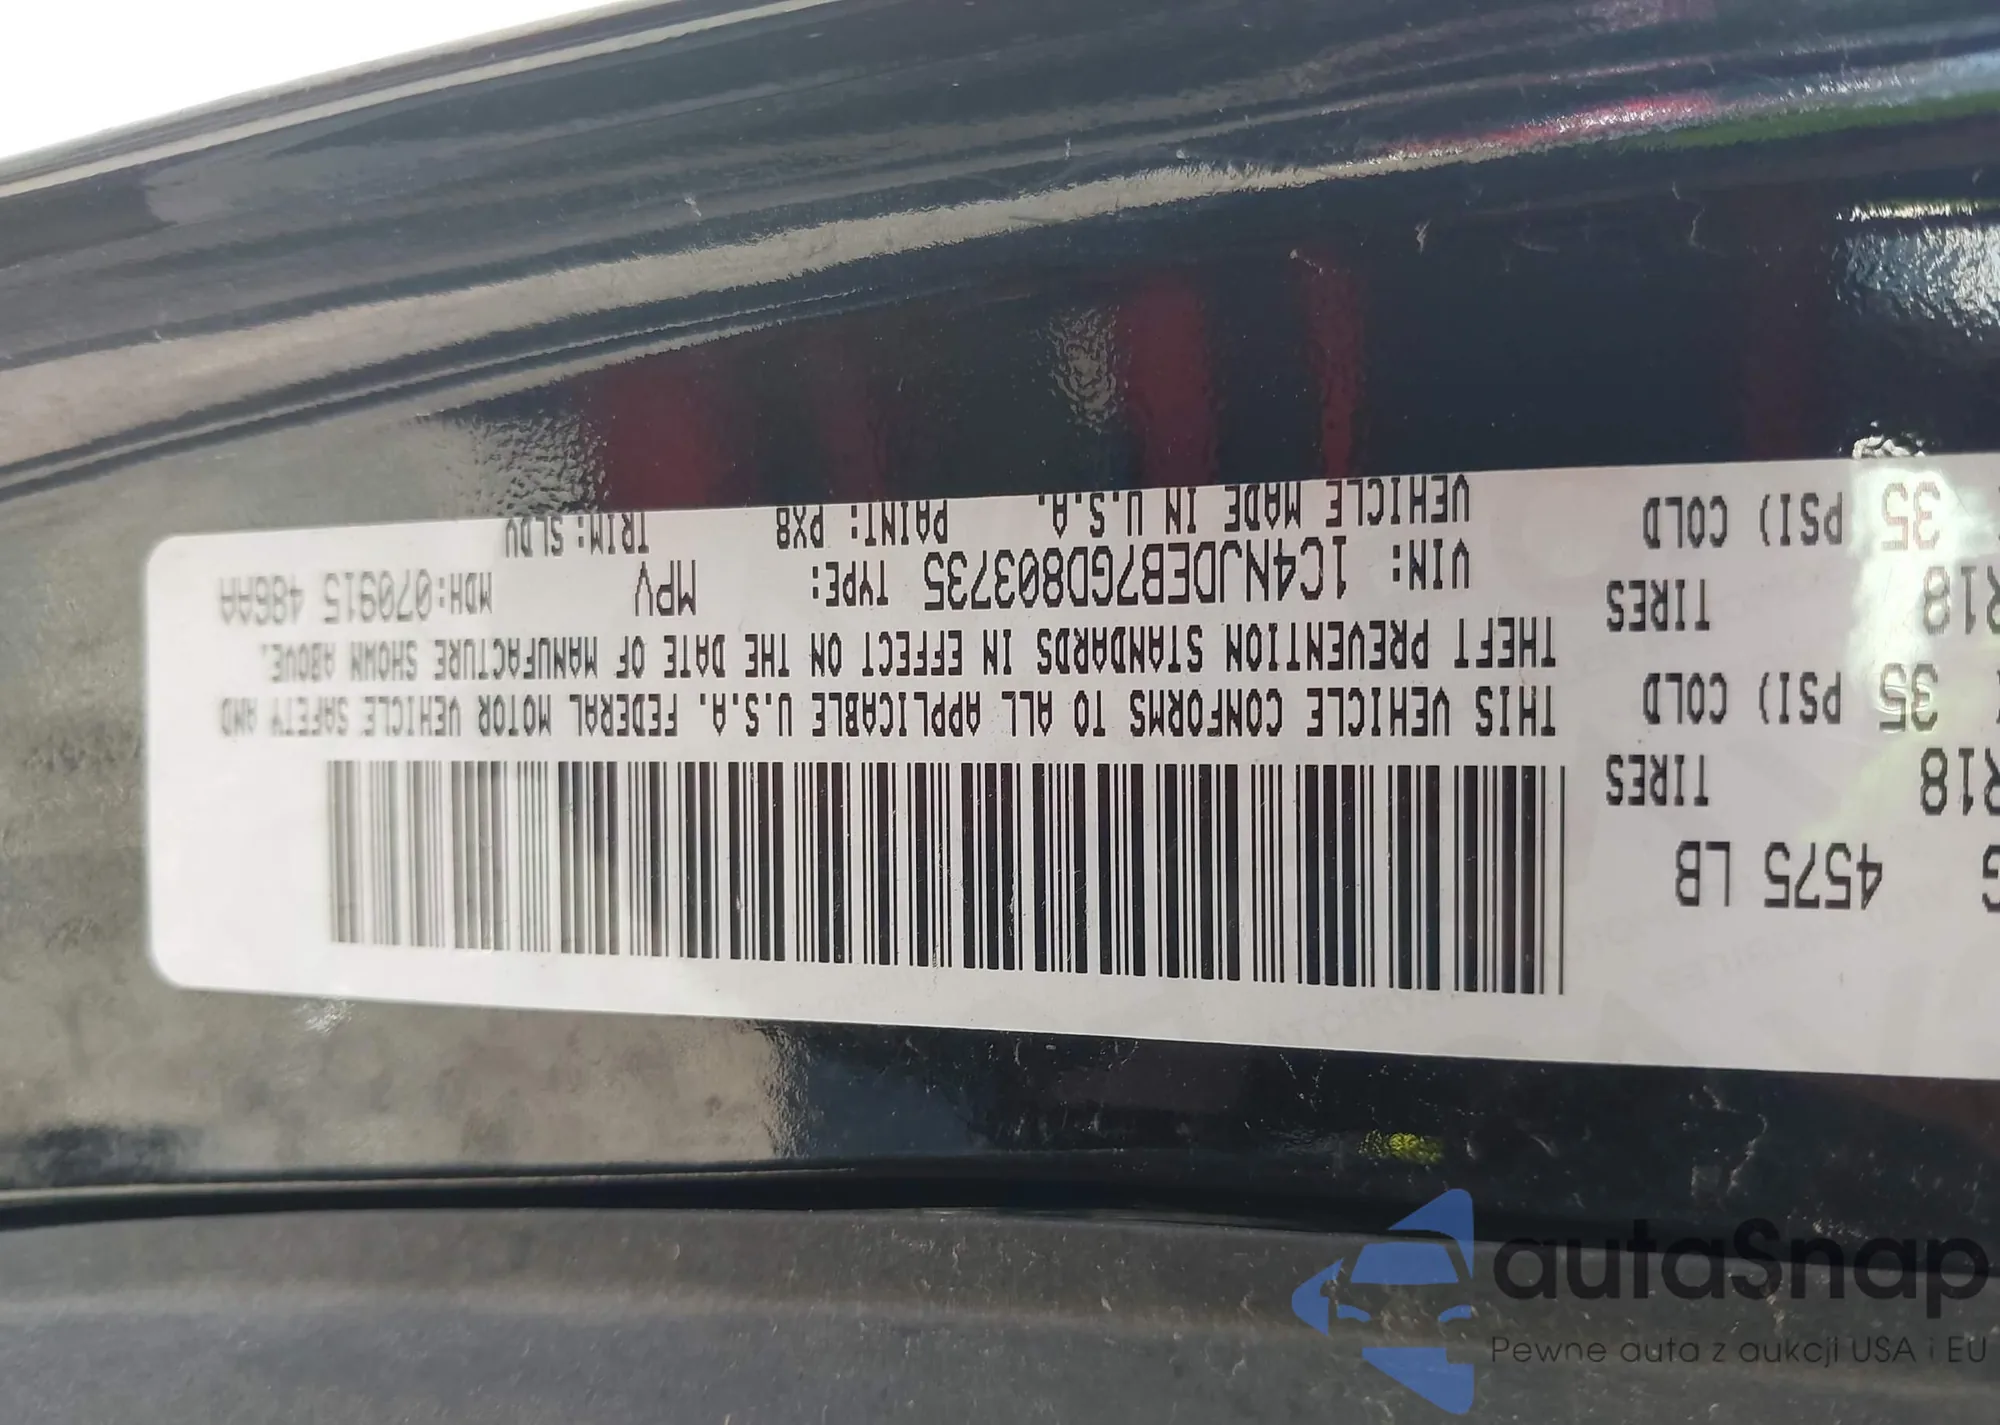 4575 LB
R18 TIRES
35 PSI) COLD
R18 TIRES
35 PSI) COLD
THIS VEHICLE CONFORMS TO ALL APPLICABLE U.S.A. FEDERAL MOTOR VEHICLE SAFETY AND
THEFT PREVENTION STANDARDS IN EFFECT ON THE DATE OF MANUFACTURE SHOWN ABOVE.
VIN: 1C4NJDEB7GD803735 TYPE: MPV MDH:070915 486AA
VEHICLE MADE IN U.S.A. PAINT: PX8 TRIM: SLDV
autaSnap
Pewne auta z aukcji USA i EU